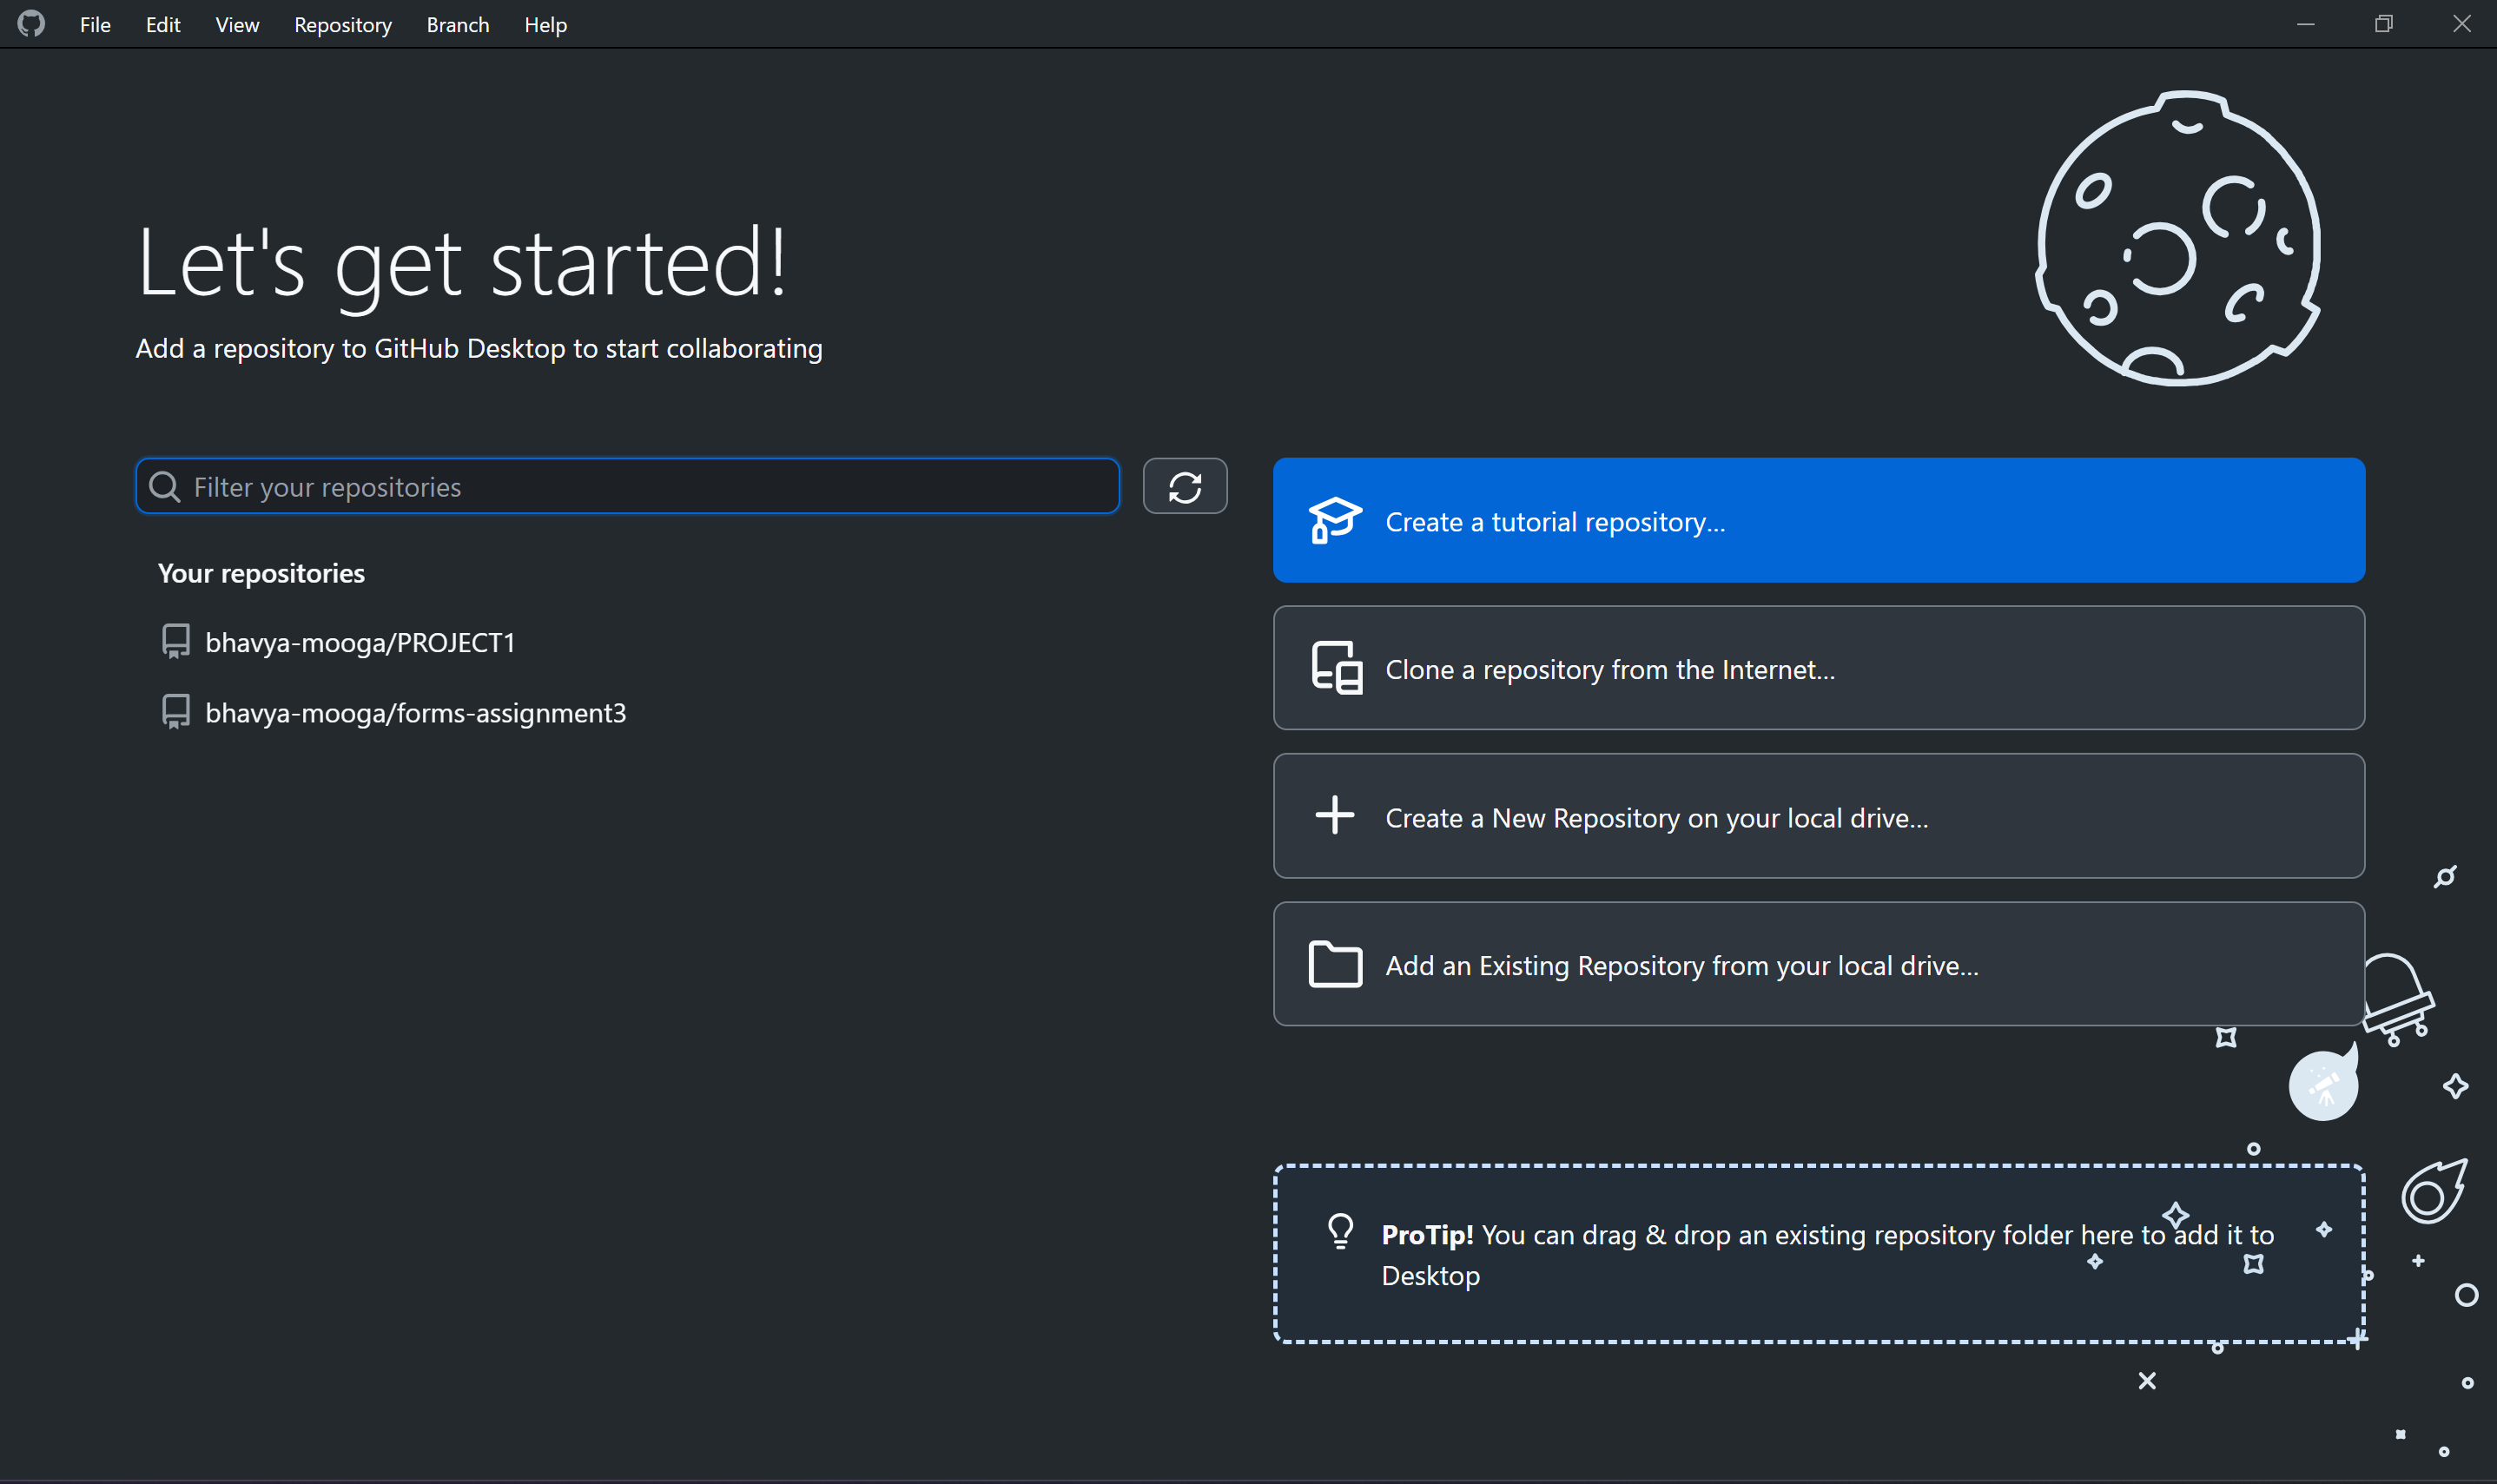 File Edit View Repository Branch Help
Let's get started!
Add a repository to GitHub Desktop to start collaborating
Filter your repositories
Your repositories
bhavya-mooga/PROJECT1
bhavya-mooga/forms-assignment3
Create a tutorial repository...
Clone a repository from the Internet...
Create a New Repository on your local drive...
Add an Existing Repository from your local drive...
ProTip! You can drag & drop an existing repository folder here to add it to
Desktop